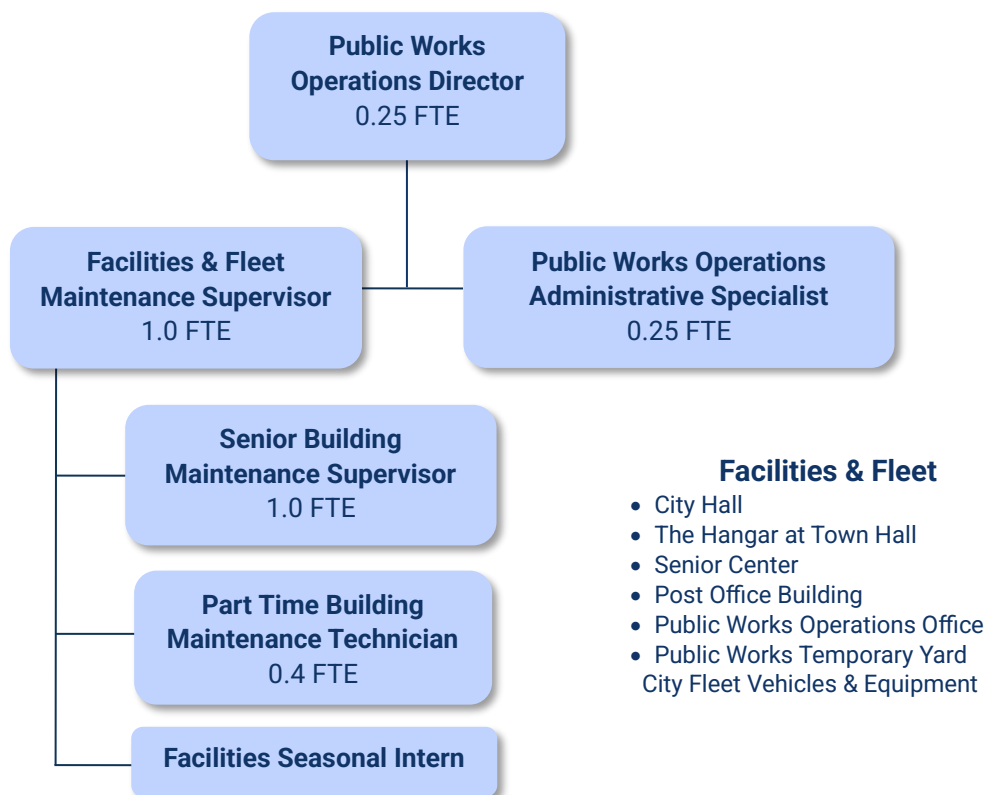 Public Works
Operations Director
0.25 FTE
Facilities & Fleet
Maintenance Supervisor
1.0 FTE
Public Works Operations
Administrative Specialist
0.25 FTE
Senior Building
Maintenance Supervisor
1.0 FTE
Part Time Building
Maintenance Technician
0.4 FTE
Facilities Seasonal Intern
Facilities & Fleet
• City Hall
• The Hangar at Town Hall
• Senior Center
• Post Office Building
• Public Works Operations Office
• Public Works Temporary Yard
City Fleet Vehicles & Equipment